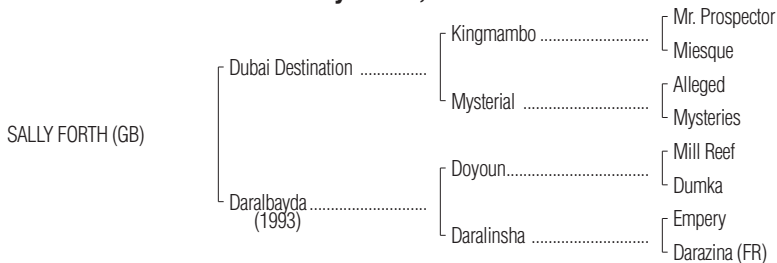 Kingmambo ............................
Mr. Prospector
Miesque
Dubai Destination ................
Mysterial ................................
Alleged
Mysteries
SALLY FORTH (GB)
Doyoun....................................
Mill Reef
Dumka
Daralbayda ............................
(1993)
Daralinsha ..............................
Empery
Darazina (FR)